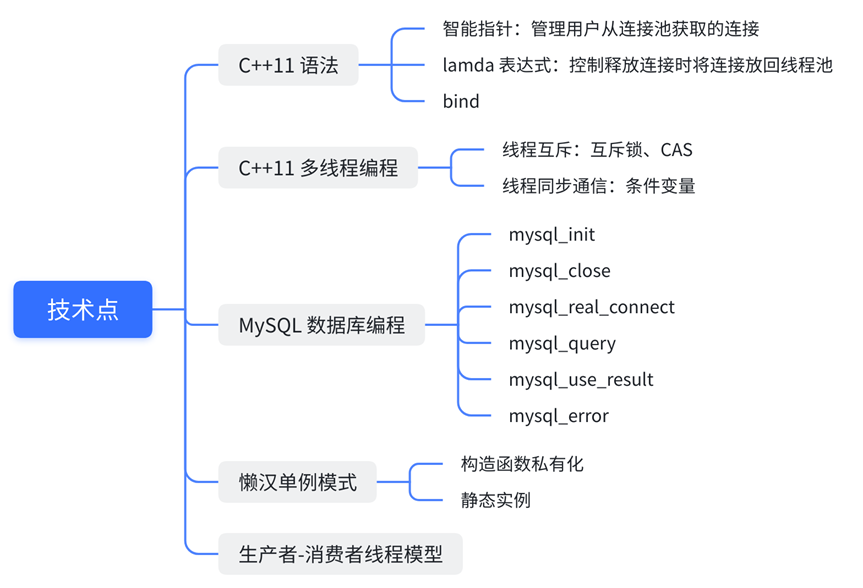 技术点
C++11 语法
智能指针：管理用户从连接池获取的连接
lamda 表达式：控制释放连接时将连接放回线程池
bind
C++11 多线程编程
线程互斥：互斥锁、CAS
线程同步通信：条件变量
MySQL 数据库编程
mysql_init
mysql_close
mysql_real_connect
mysql_query
mysql_use_result
mysql_error
懒汉单例模式
构造函数私有化
静态实例
生产者-消费者线程模型